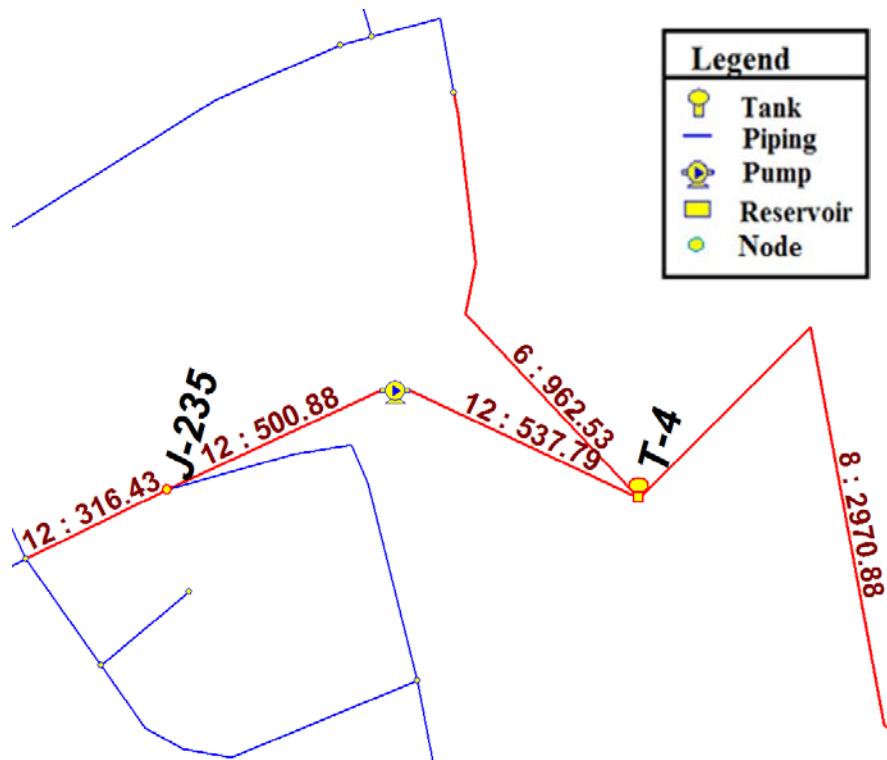 Legend
Tank
Piping
Pump
Reservoir
Node
6 : 962.53
J-235
12 : 500.88
12 : 537.79
T-4
12 : 316.43
8 : 2970.88